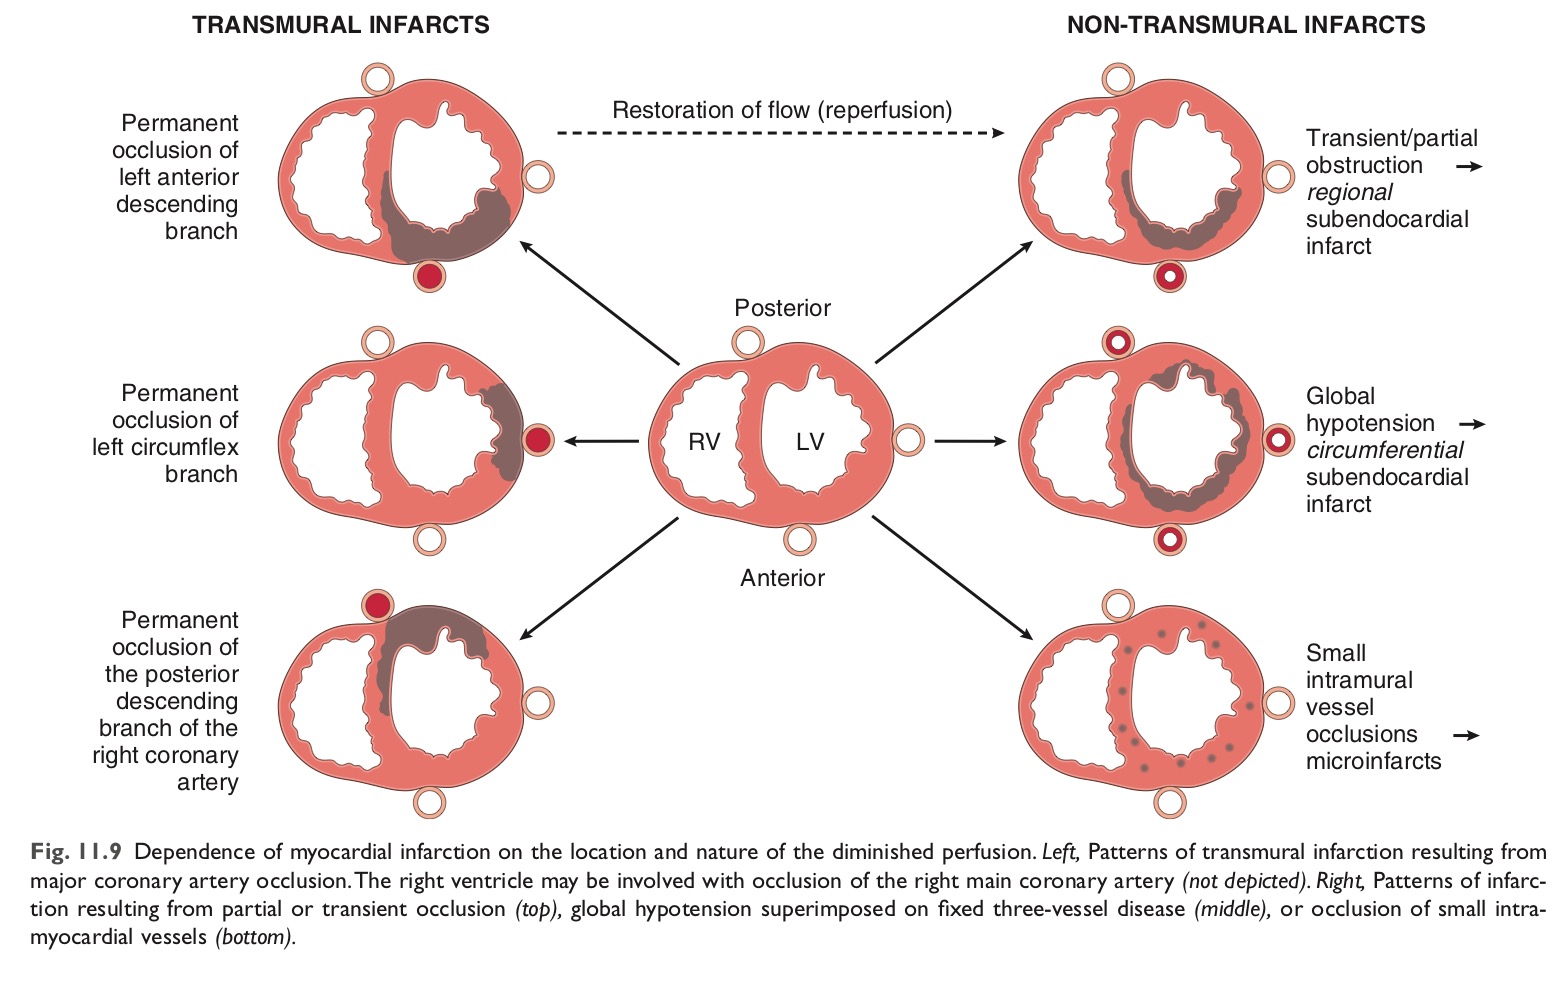 TRANSMURAL INFARCTS
NON-TRANSMURAL INFARCTS
Permanent
occlusion of
left anterior
descending
branch
Restoration of flow (reperfusion)
Transient/partial
obstruction
regional
subendocardial
infarct
Posterior
Permanent
occlusion of
left circumflex
branch
RV
LV
Global
hypotension
circumferential
subendocardial
infarct
Anterior
Permanent
occlusion of
the posterior
descending
branch of the
right coronary
artery
Small
intramural
vessel
occlusions
microinfarcts
Fig. 11.9 Dependence of myocardial infarction on the location and nature of the diminished perfusion. Left, Patterns of transmural infarction resulting from
major coronary artery occlusion. The right ventricle may be involved with occlusion of the right main coronary artery (not depicted). Right, Patterns of infarc-
tion resulting from partial or transient occlusion (top), global hypotension superimposed on fixed three-vessel disease (middle), or occlusion of small intra-
myocardial vessels (bottom).